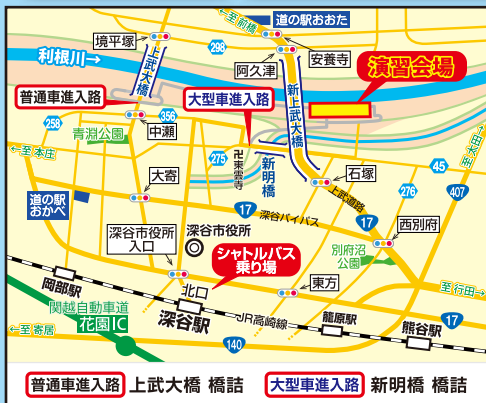 ←至前橋
道の駅おおた
境平塚
298
安養寺
利根川→
上武大橋
阿久津
新上武大橋
演習会場
普通車進入路
大型車進入路
258
356
中瀬
青淵公園
←至本庄
275
卍東雲寺
新明橋
石塚
上武道路
至太田→
45
276
407
大寄
道の駅
おかべ
17
深谷バイパス
17
西別府
深谷市役所
入口
深谷市役所
別府沼
公園
シャトルバス
乗り場
東方
至行田→
岡部駅
北口
深谷駅
JR高崎線
籠原駅
熊谷駅
17
関越自動車道
花園IC
←至寄居
140
普通車進入路 上武大橋 橋詰
大型車進入路 新明橋 橋詰